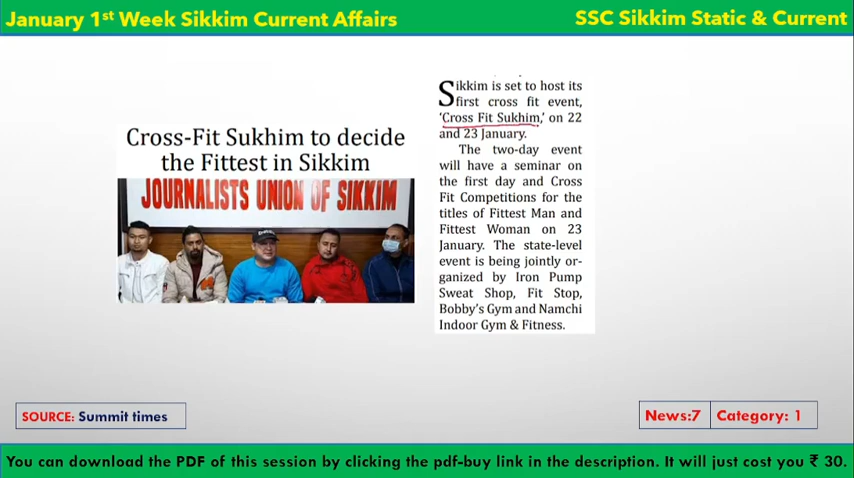 January 1st Week Sikkim Current Affairs
SSC Sikkim Static & Current
Cross-Fit Sukhim to decide
the Fittest in Sikkim
JOURNALISTS UNION OF SIKKIM
Sikkim is set to host its
first cross fit event,
‘Cross Fit Sukhim,’ on 22
and 23 January.
The two-day event
will have a seminar on
the first day and Cross
Fit Competitions for the
titles of Fittest Man and
Fittest Woman on 23
January. The state-level
event is being jointly or-
ganized by Iron Pump
Sweat Shop, Fit Stop,
Bobby’s Gym and Namchi
Indoor Gym & Fitness.
SOURCE: Summit times
News:7
Category: 1
You can download the PDF of this session by clicking the pdf-buy link in the description. It will just cost you ₹ 30.